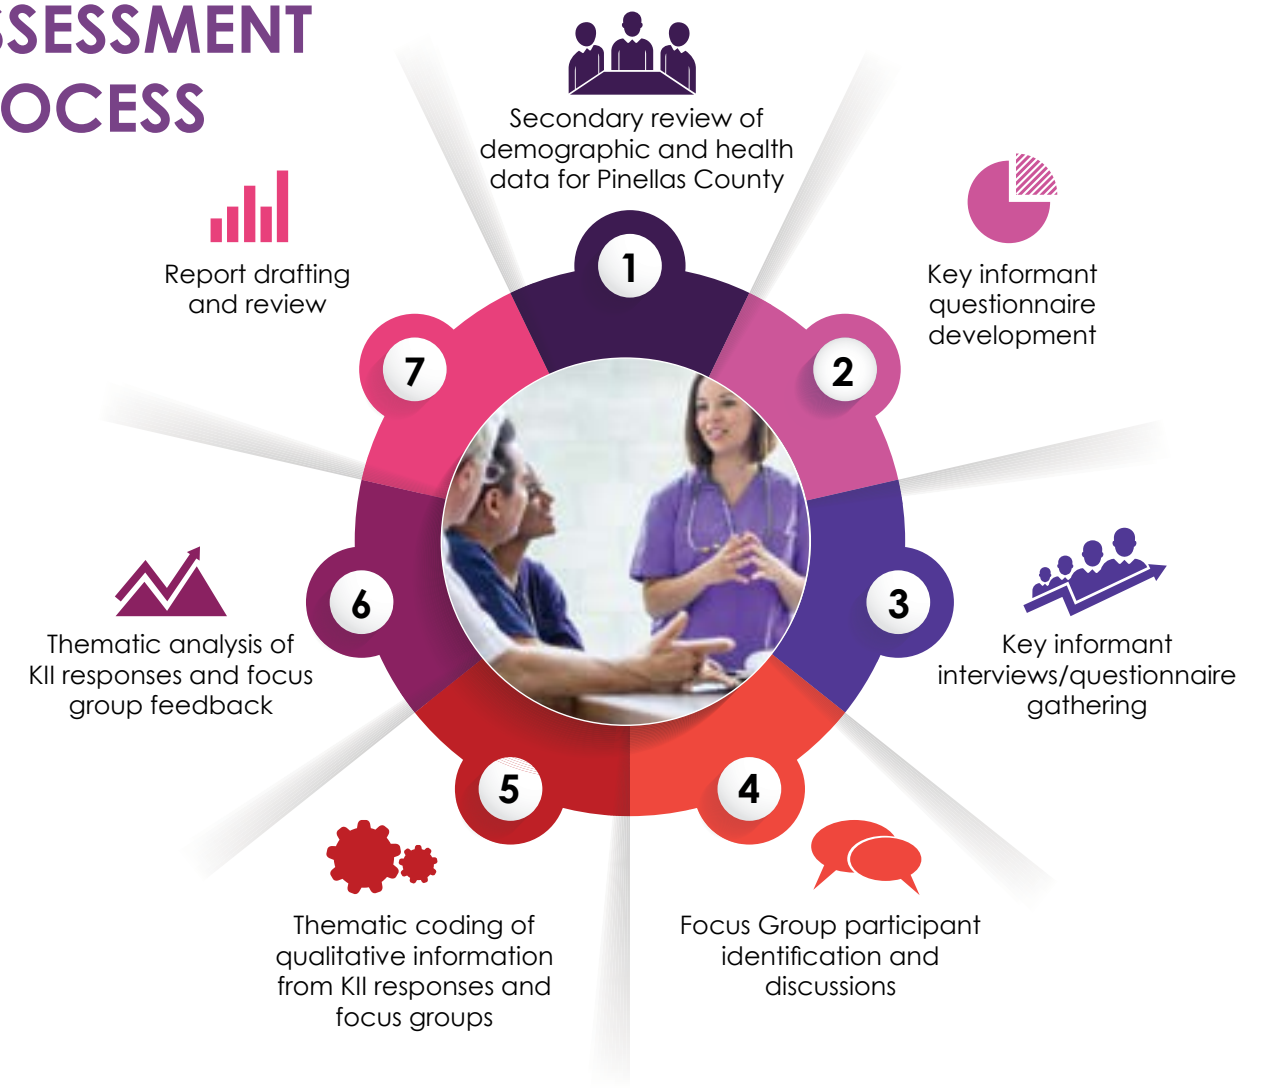 SSESSMENT
OCESS
Secondary review of
demographic and health
data for Pinellas County
1
Key informant
questionnaire
development
2
Key informant
interviews/questionnaire
gathering
3
Focus Group participant
identification and
discussions
4
Thematic coding of
qualitative information
from KII responses and
focus groups
5
Thematic analysis of
KII responses and focus
group feedback
6
Report drafting
and review
7